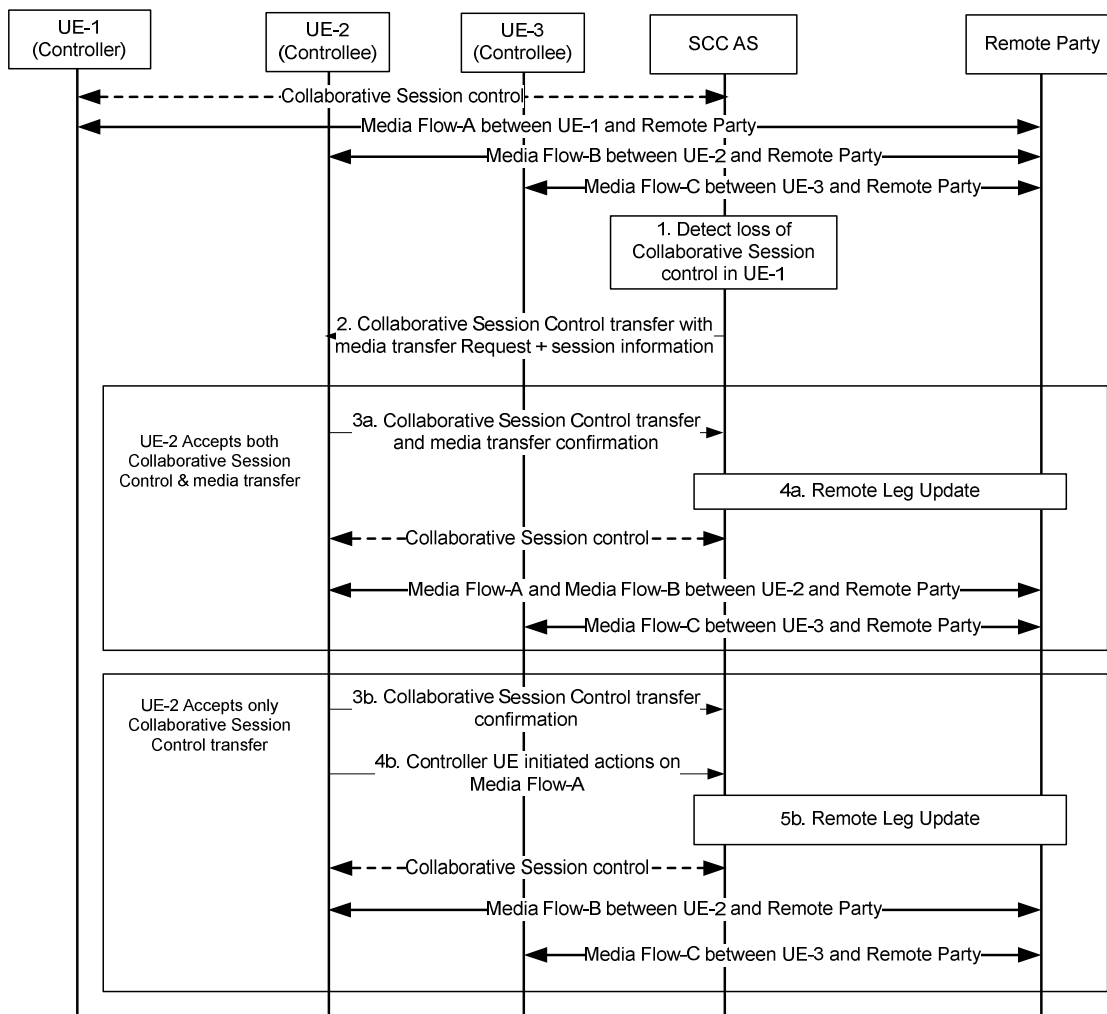 UE-1
(Controller)
UE-2
(Controllee)
UE-3
(Controllee)
SCC AS
Remote Party
Collaborative Session control
Media Flow-A between UE-1 and Remote Party
Media Flow-B between UE-2 and Remote Party
Media Flow-C between UE-3 and Remote Party
1. Detect loss of
Collaborative Session
control in UE-1
2. Collaborative Session Control transfer with
media transfer Request + session information
UE-2 Accepts both
Collaborative Session
Control & media transfer
3a. Collaborative Session Control transfer
and media transfer confirmation
4a. Remote Leg Update
Collaborative Session control
Media Flow-A and Media Flow-B between UE-2 and Remote Party
Media Flow-C between UE-3 and Remote Party
UE-2 Accepts only
Collaborative Session
Control transfer
3b. Collaborative Session Control transfer
confirmation
4b. Controller UE initiated actions on
Media Flow-A
5b. Remote Leg Update
Collaborative Session control
Media Flow-B between UE-2 and Remote Party
Media Flow-C between UE-3 and Remote Party